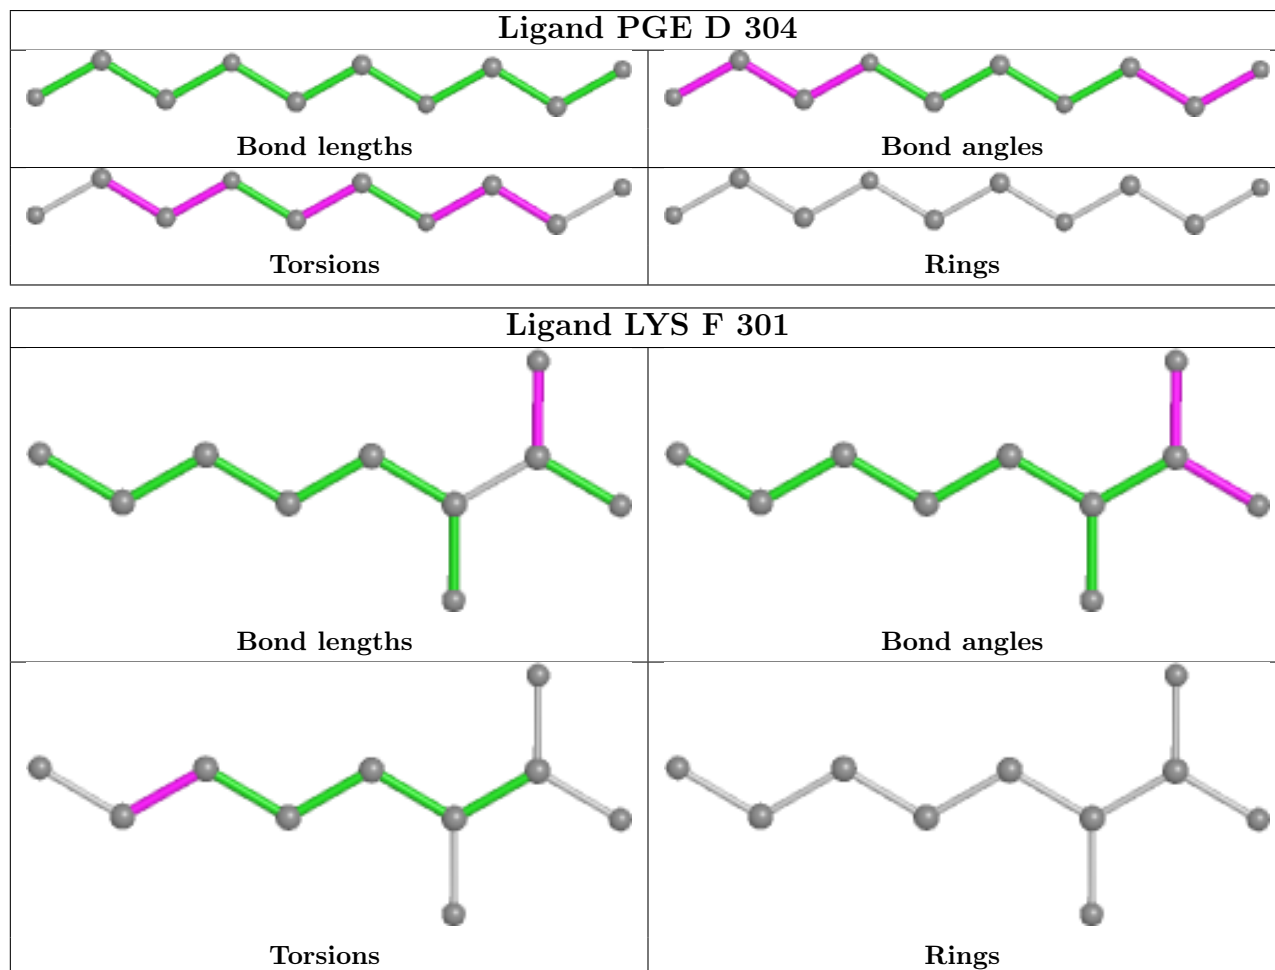 Ligand PGE D 304
Bond lengths
Bond angles
Torsions
Rings
Ligand LYS F 301
Bond lengths
Bond angles
Torsions
Rings